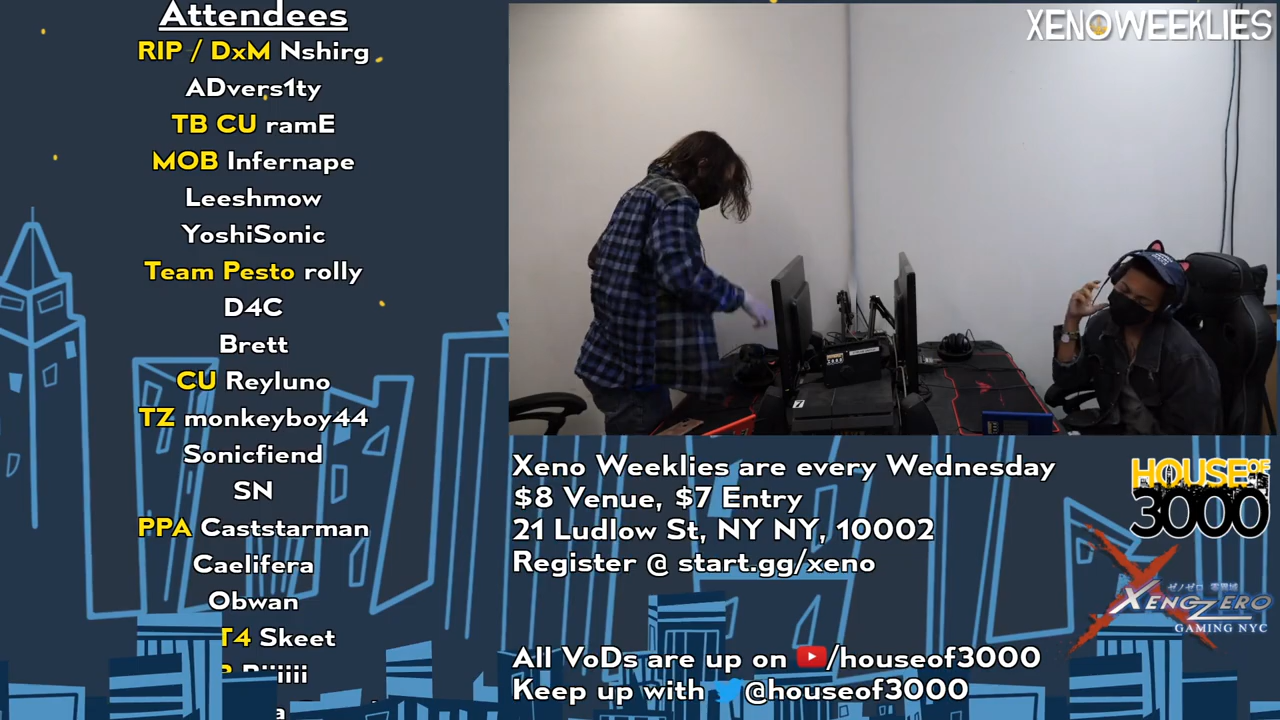 Attendees
RIP / DxM Nshirg
ADvers1ty
TB CU ramE
MOB Infernape
Leeshmow
YoshiSonic
Team Pesto rolly
D4C
Brett
CU Reyluno
TZ monkeyboy44
Sonicfiend
SN
PPA Caststarman
Caelifera
Obwan
T4 Skeet
XENOWEEKLIES
Xeno Weeklies are every Wednesday
$8 Venue, $7 Entry
21 Ludlow St, NY NY, 10002
Register @ start.gg/xeno
All VoDs are up on /houseof3000
Keep up with @houseof3000
HOUSE OF
3000
XENOZERO
GAMING NYC